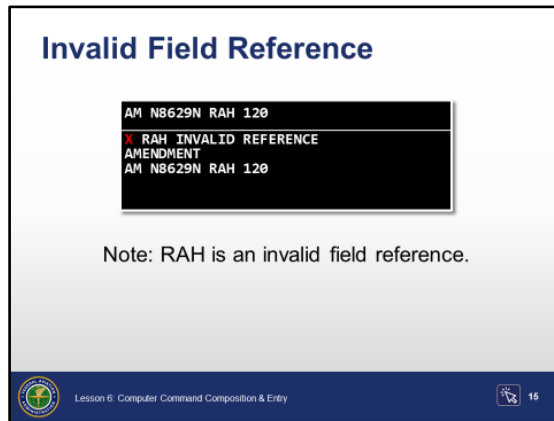 Invalid Field Reference
AM N8629N RAH 120
X RAH INVALID REFERENCE
AMENDMENT
AM N8629N RAH 120
Note: RAH is an invalid field reference.
Lesson 6: Computer Command Composition & Entry
15